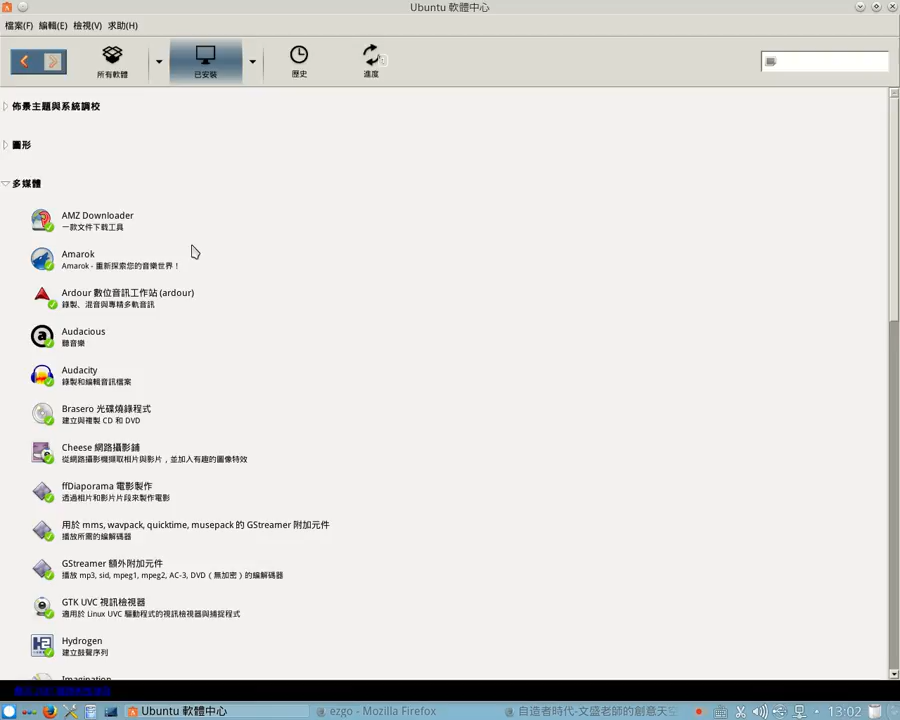 Ubuntu 軟體中心
檔案(F) 編輯(E) 檢視(V) 求助(H)
所有軟體
已安裝
歷史
進度
佈景主題與系統調校
圖形
多媒體
AMZ Downloader
一款文件下载工具
Amarok
Amarok - 重新探索您的音樂世界！
Ardour 數位音訊工作站 (ardour)
錄製、混音與專精多軌音訊
Audacious
聽音樂
Audacity
錄製和編輯音訊檔案
Brasero 光碟燒錄程式
建立與複製 CD 和 DVD
Cheese 網路攝影鋪
從網路攝影機擷取相片與影片，並加入有趣的圖像特效
ffDiaporama 電影製作
透過相片和影片片段來製作電影
用於 mms, wavpack, quicktime, musepack 的 GStreamer 附加元件
播放所需的編解碼器
GStreamer 額外附加元件
播放 mp3, sid, mpeg1, mpeg2, AC-3, DVD（無加密）的編解碼器
GTK UVC 視訊檢視器
適用於 Linux UVC 驅動程式的視訊檢視器與捕捉程式
Hydrogen
建立鼓聲序列
Imagination
Ubuntu 軟體中心
ezgo - Mozilla Firefox
自造者時代-文盛老師的創意天空
13:02